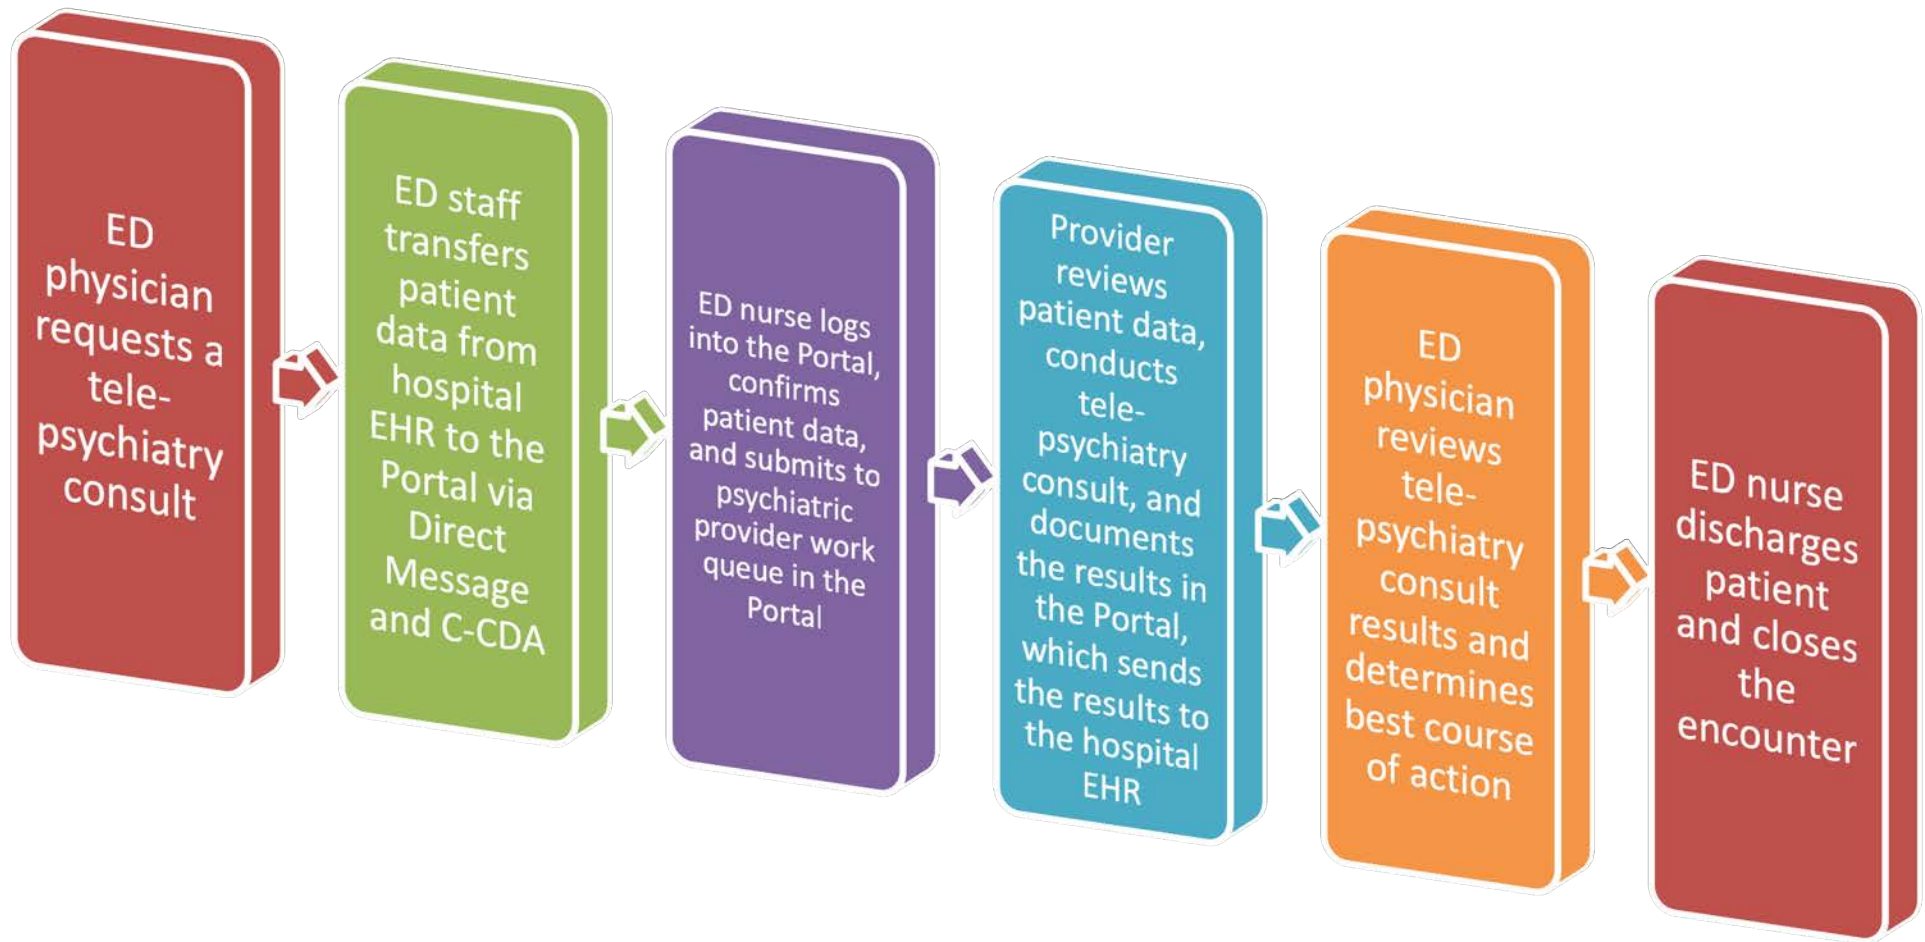 ED
physician
requests a
tele-
psychiatry
consult
ED staff
transfers
patient
data from
hospital
EHR to the
Portal via
Direct
Message
and C-CDA
ED nurse logs
into the Portal,
confirms
patient data,
and submits to
psychiatric
provider work
queue in the
Portal
Provider
reviews
patient data,
conducts
tele-
psychiatry
consult, and
documents
the results in
the Portal,
which sends
the results to
the hospital
EHR
ED
physician
reviews
tele-
psychiatry
consult
results and
determines
best course
of action
ED nurse
discharges
patient
and closes
the
encounter